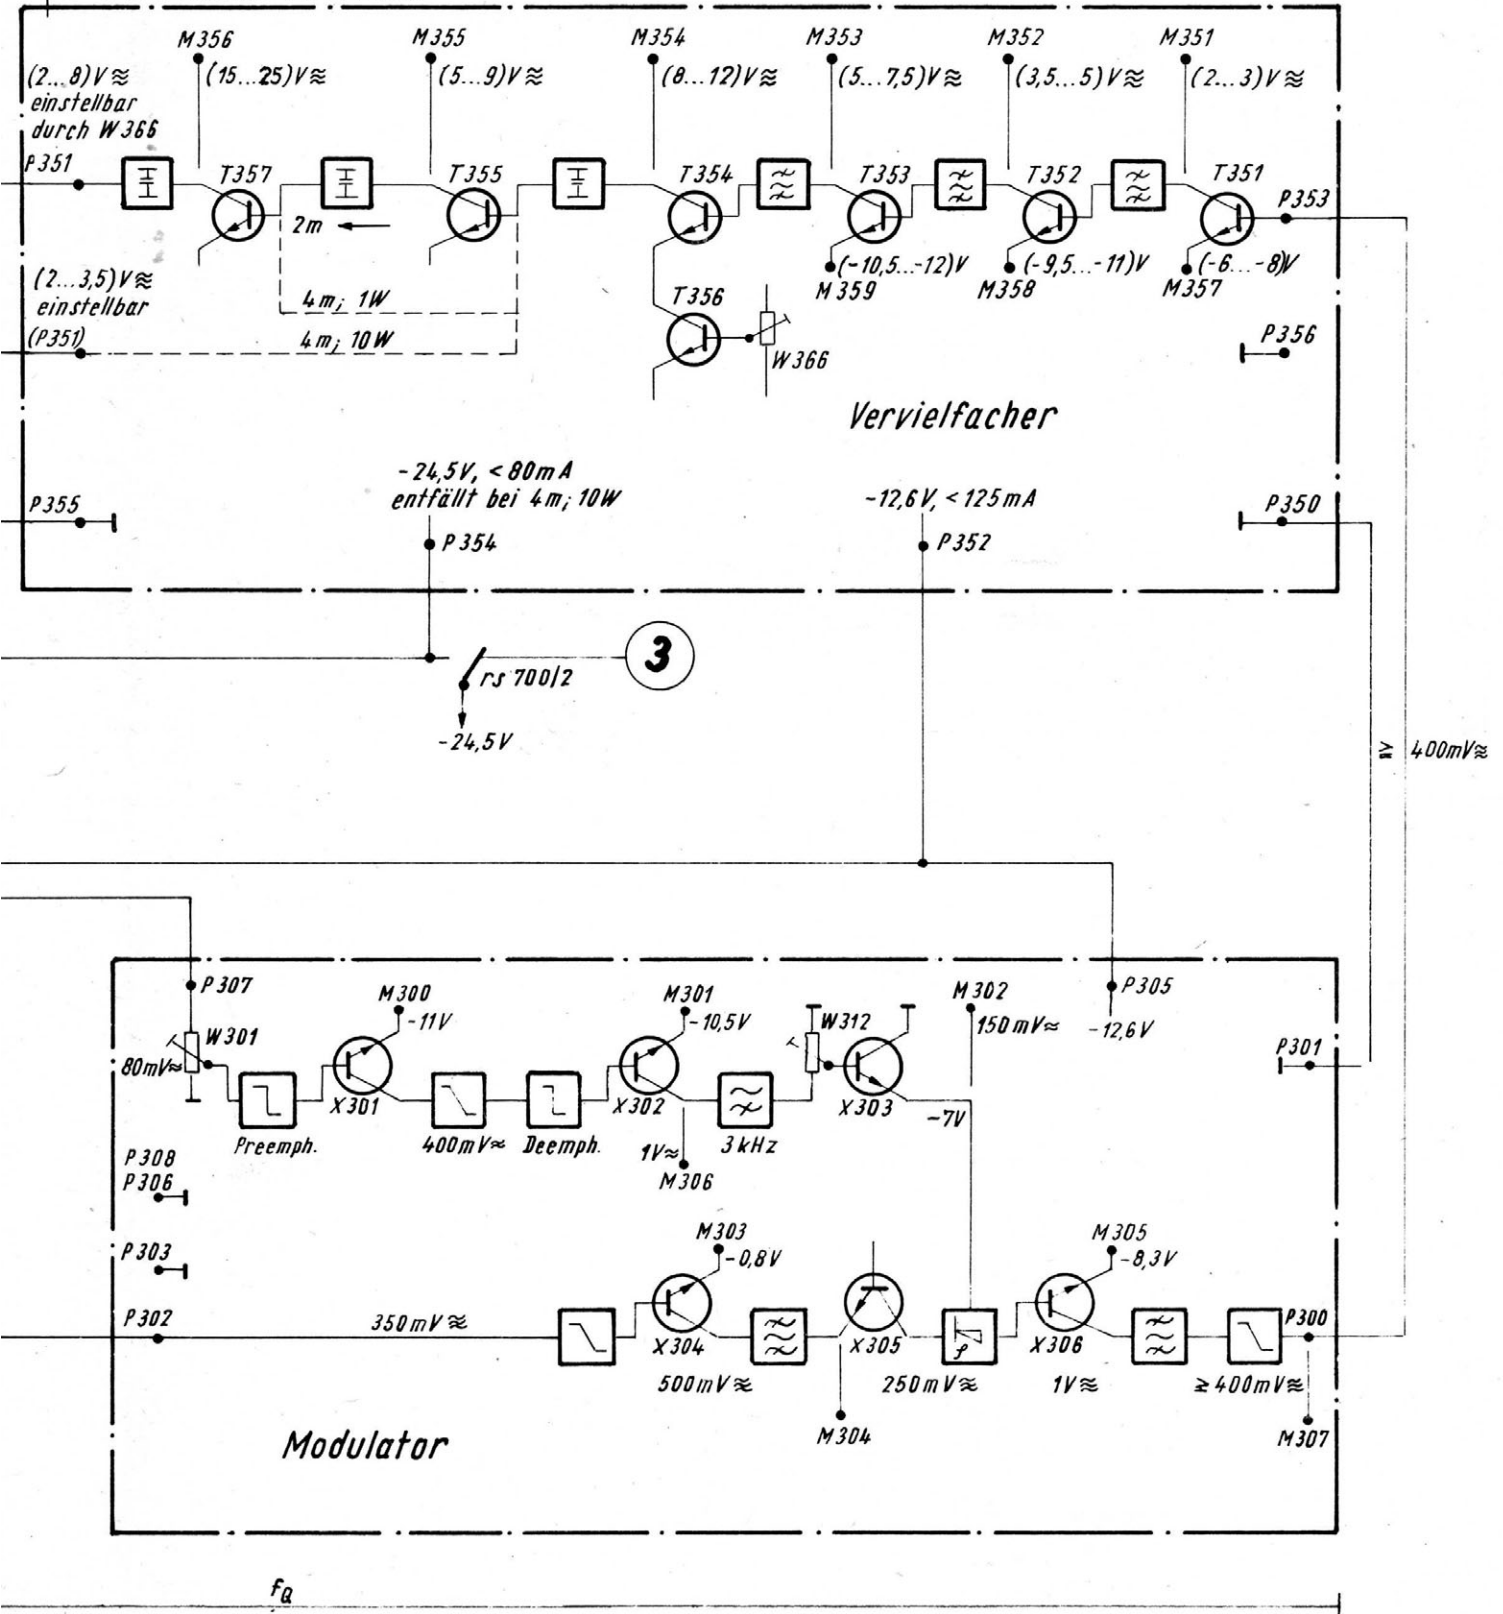 M356 M355 M354 M353 M352 M351
(2...8)V≋ (15...25)V≋ (5...9)V≋ (8...12)V≋ (5...7,5)V≋ (3,5...5)V≋ (2...3)V≋
einstellbar
durch W366
P351 T357 T355 T354 T353 T352 T351 P353
2m
(2...3,5)V≋ (-10,5...-12)V (-9,5...-11)V (-6...-8)V
einstellbar 4m; 1W T356 M359 M358 M357
(P351) 4m; 10W W366 P356
Vervielfacher
-24,5V, <80mA
P355 entfällt bei 4m; 10W -12,6V, <125mA P350
P354 P352
3
rs 700/2
-24,5V
≥ 400mV≋
P307 M300 M301 M302 P305
-11V -10,5V W312 150mV≈ -12,6V
W301 P301
80mV≈
X301 X302 X303 -7V
Preemph. 400mV≈ Deemph. 1V≈ 3kHz
P308 M306
P306
M303 M305
P303 -0,8V -8,3V
P302 350mV≋ P300
X304 X305 φ X306
500mV≋ 250mV≋ 1V≋ ≥400mV≋
M304 M307
Modulator
fQ